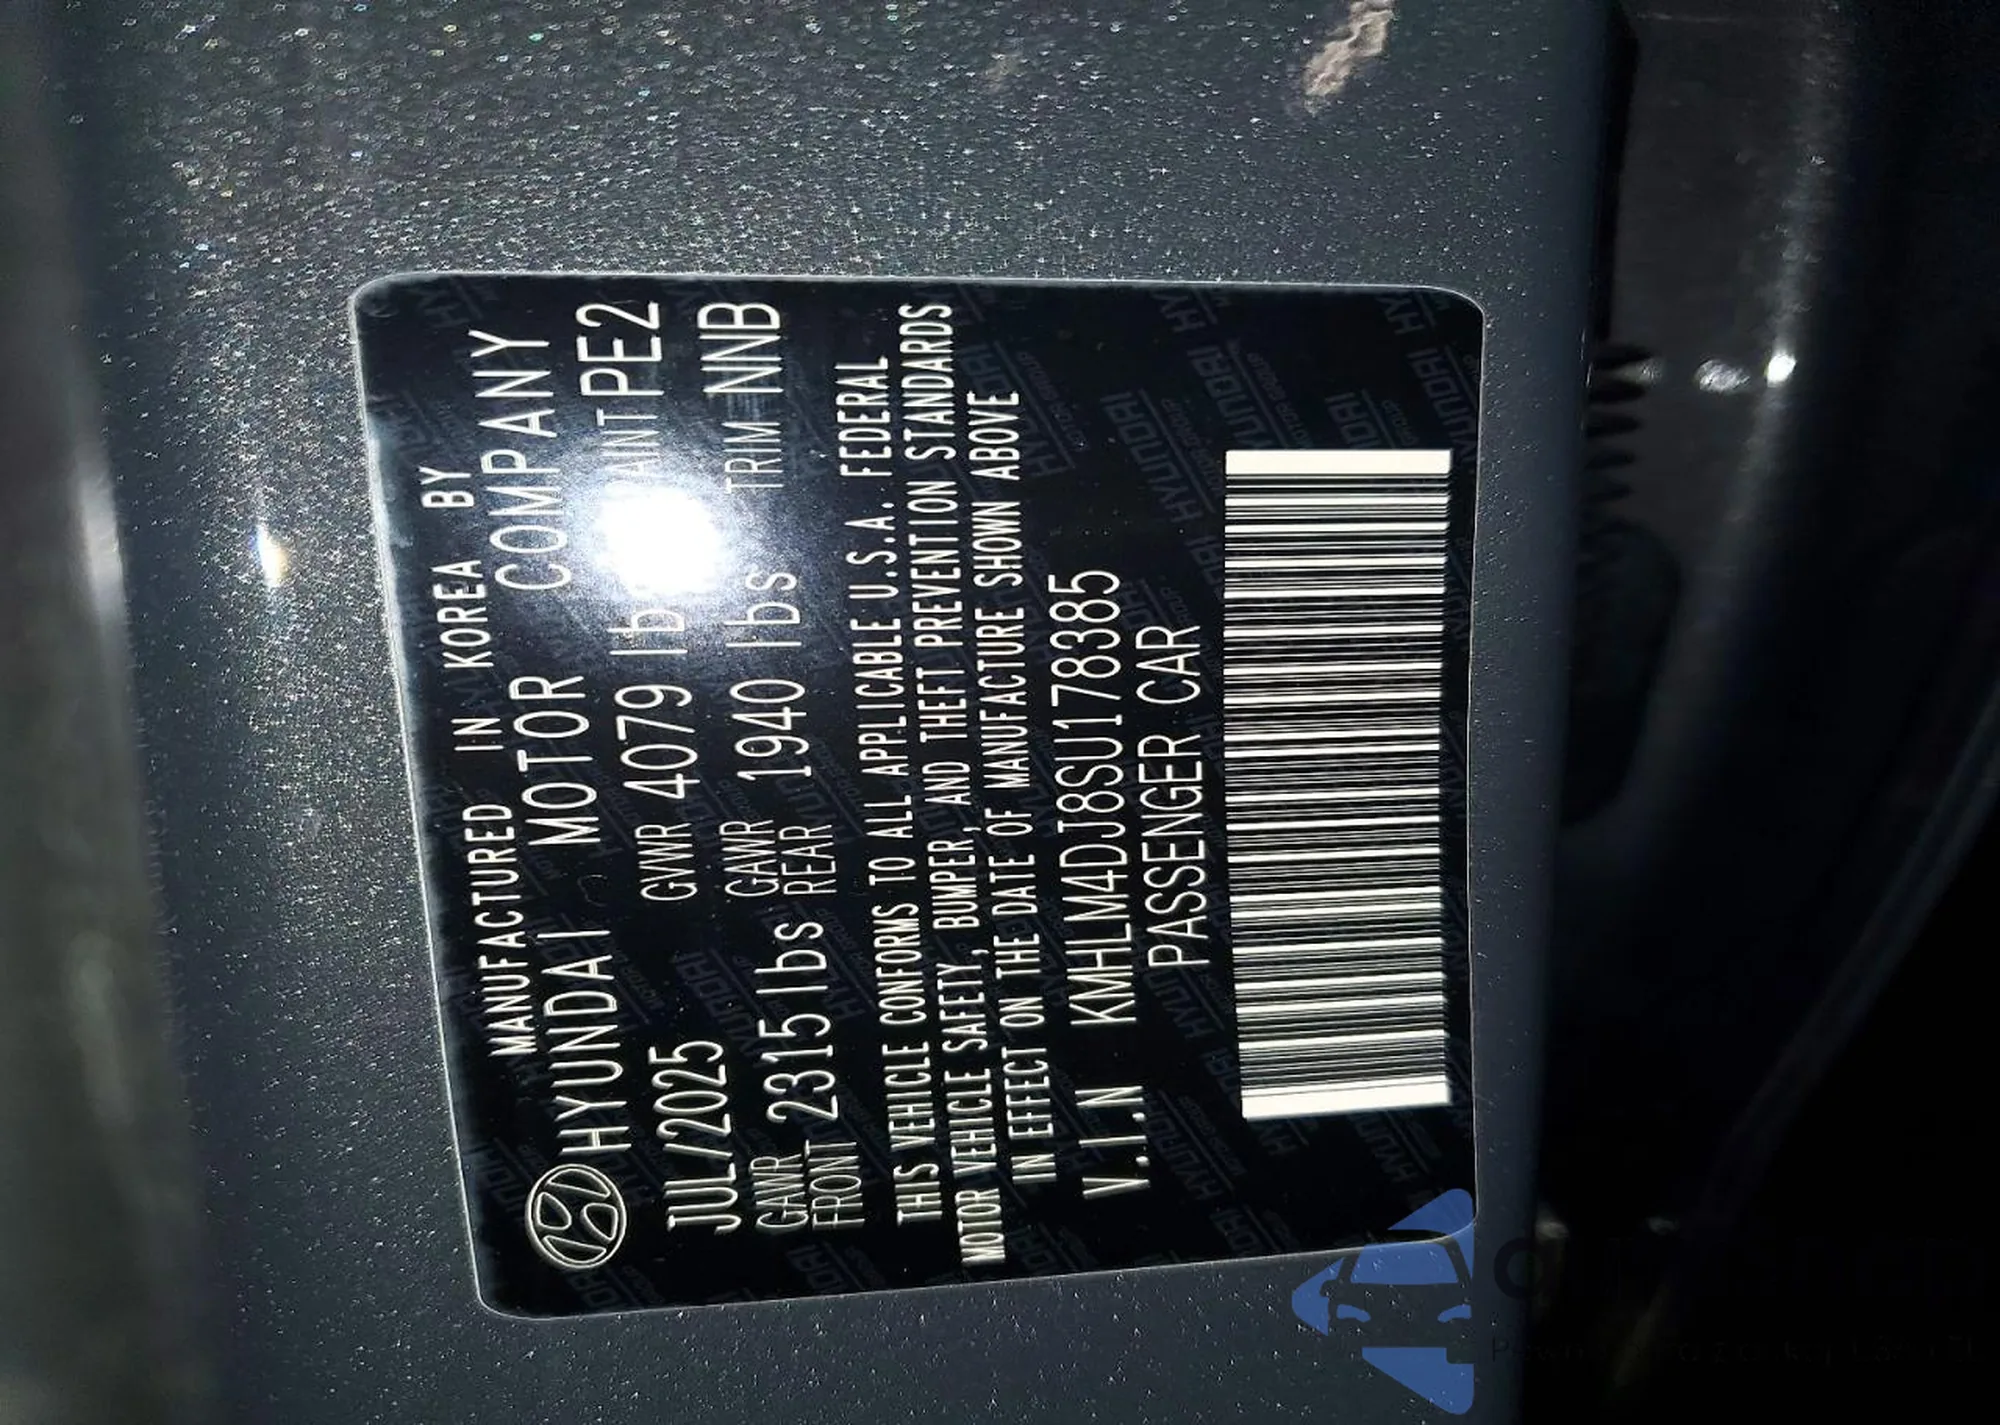 MANUFACTURED IN KOREA BY
HYUNDAI MOTOR COMPANY
JUL/2025 GVWR 4079 lbs PAINT PE2
GAWR FRONT 2315 lbs GAWR REAR 1940 lbs TRIM NNB
THIS VEHICLE CONFORMS TO ALL APPLICABLE U.S.A. FEDERAL
MOTOR VEHICLE SAFETY, BUMPER, AND THEFT PREVENTION STANDARDS
IN EFFECT ON THE DATE OF MANUFACTURE SHOWN ABOVE
V.I.N KMHLM4DJ8SU178385
PASSENGER CAR